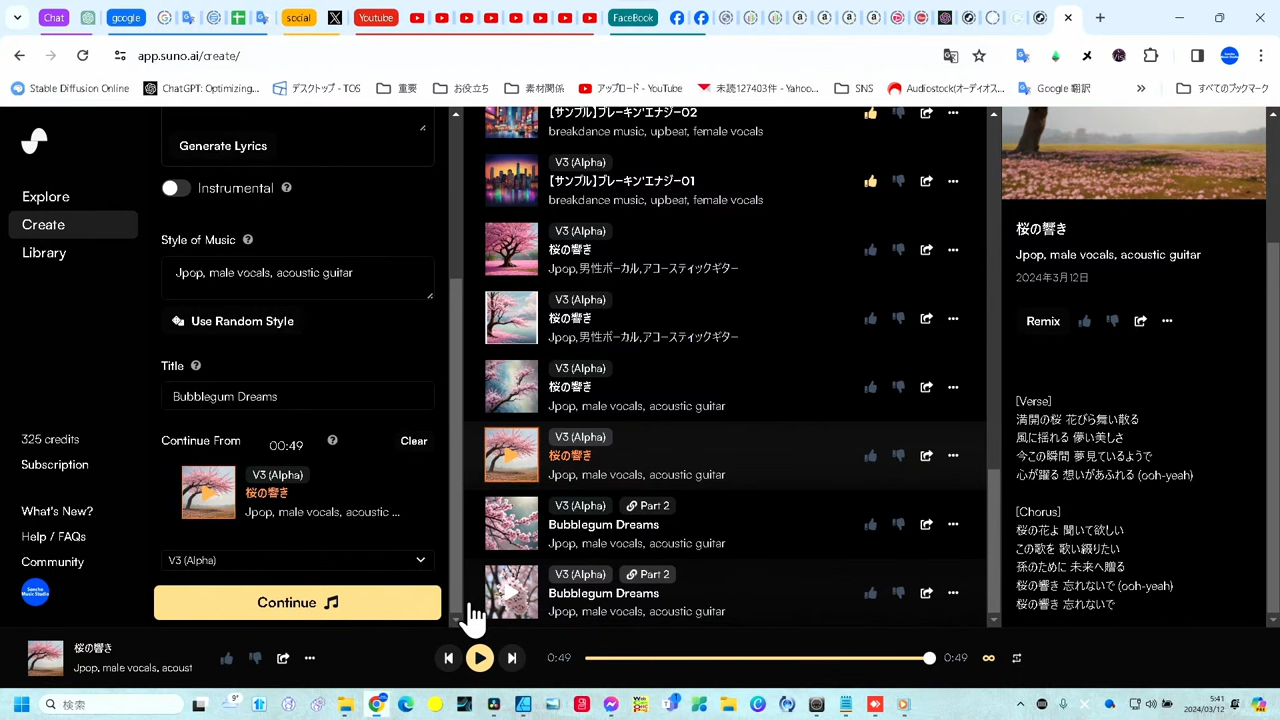 Chat
google
social
Youtube
FaceBook
app.suno.ai/create/
Stable Diffusion Online
ChatGPT: Optimizing...
デスクトップ - TOS
重要
お役立ち
素材関係
アップロード - YouTube
未読127403件 - Yahoo...
SNS
Audiostock(オーディオス...
Google 翻訳
すべてのブックマーク
Explore
Create
Library
325 credits
Subscription
What's New?
Help / FAQs
Community
Generate Lyrics
Instrumental
Style of Music
Jpop, male vocals, acoustic guitar
Use Random Style
Title
Bubblegum Dreams
Continue From
00:49
Clear
V3 (Alpha)
桜の響き
Jpop, male vocals, acoustic ...
V3 (Alpha)
Continue
【サンプル】ブレーキン'エナジー02
breakdance music, upbeat, female vocals
V3 (Alpha)
【サンプル】ブレーキン'エナジー01
breakdance music, upbeat, female vocals
V3 (Alpha)
桜の響き
Jpop,男性ボーカル,アコースティックギター
V3 (Alpha)
桜の響き
Jpop,男性ボーカル,アコースティックギター
V3 (Alpha)
桜の響き
Jpop, male vocals, acoustic guitar
V3 (Alpha)
桜の響き
Jpop, male vocals, acoustic guitar
V3 (Alpha) Part 2
Bubblegum Dreams
Jpop, male vocals, acoustic guitar
V3 (Alpha) Part 2
Bubblegum Dreams
Jpop, male vocals, acoustic guitar
桜の響き
Jpop, male vocals, acoustic guitar
2024年3月12日
Remix
[Verse]
満開の桜 花びら舞い散る
風に揺れる 儚い美しさ
今この瞬間 夢見ているようで
心が躍る 想いがあふれる (ooh-yeah)
[Chorus]
桜の花よ 聞いて欲しい
この歌を 歌い綴りたい
孫のために 未来へ贈る
桜の響き 忘れないで (ooh-yeah)
桜の響き 忘れないで
桜の響き
Jpop, male vocals, acoust
0:49
0:49
検索
9°
5:41
2024/03/12